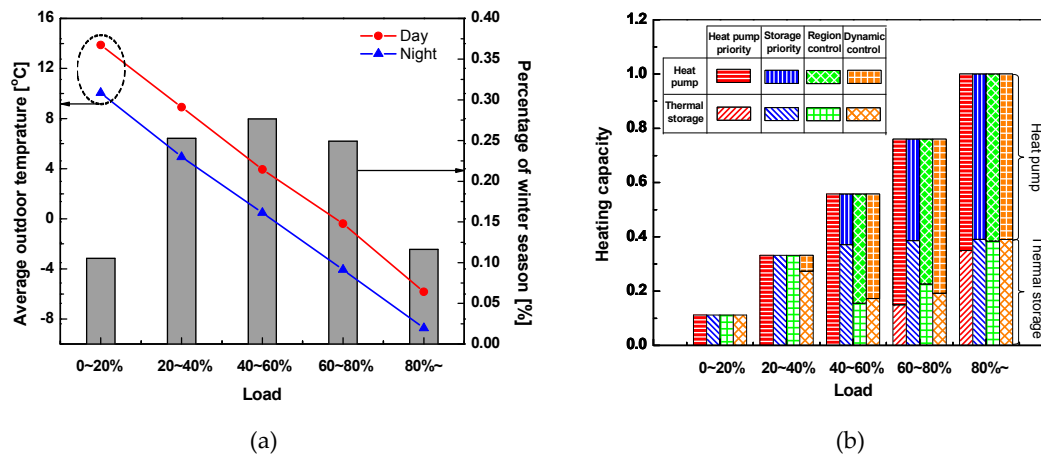 16
14
12
8
4
0
-4
-8
Average outdoor temprature [°C]
Day
Night
0.40
0.35
0.30
0.25
0.20
0.15
0.10
0.05
0.00
Percentage of winter season [%]
0~20%
20~40%
40~60%
60~80%
80%~
Load
(a)
Heat pump priority
Storage priority
Region control
Dynamic control
Heat pump
Thermal storage
1.0
0.8
0.6
0.4
0.2
0.0
Heating capacity
Heat pump
Thermal storage
0~20%
20~40%
40~60%
60~80%
80%~
Load
(b)